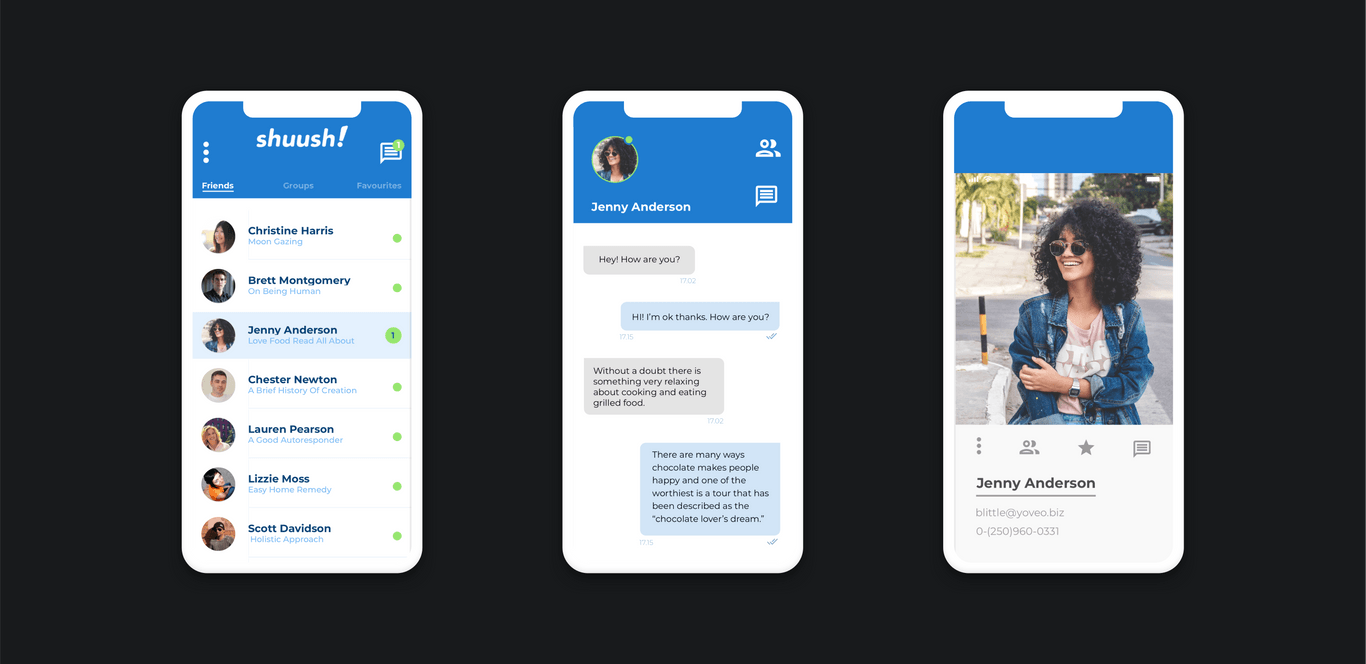 shuush!
1
Friends Groups Favourites
Christine Harris
Moon Gazing
Brett Montgomery
On Being Human
Jenny Anderson
Love Food Read All About
1
Chester Newton
A Brief History Of Creation
Lauren Pearson
A Good Autoresponder
Lizzie Moss
Easy Home Remedy
Scott Davidson
Holistic Approach
Jenny Anderson
Hey! How are you?
17.02
HI! I'm ok thanks. How are you?
17.15
Without a doubt there is
something very relaxing
about cooking and eating
grilled food.
17.02
There are many ways
chocolate makes people
happy and one of the
worthiest is a tour that has
been described as the
“chocolate lover’s dream.”
17.15
Jenny Anderson
blittle@yoveo.biz
0-(250)960-0331